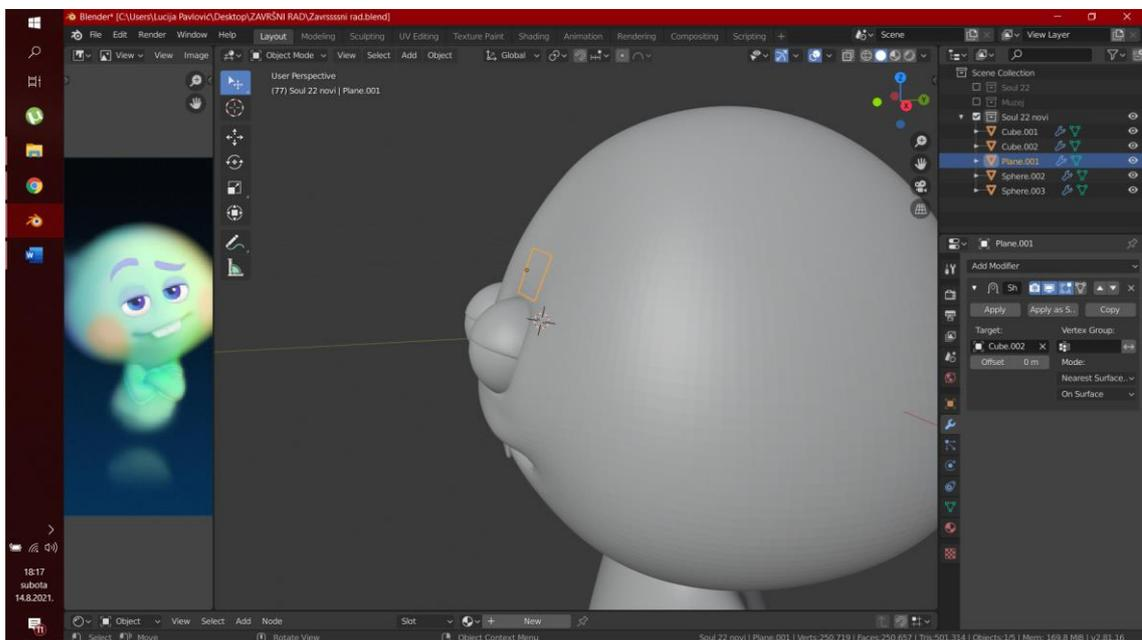 Blender* [C:\Users\Lucija Pavlović\Desktop\ZAVRŠNI RAD\Zavrssssni rad.blend]
File Edit Render Window Help Layout Modeling Sculpting UV Editing Texture Paint Shading Animation Rendering Compositing Scripting + Scene View Layer
View View Image Object Mode View Select Add Object Global
User Perspective
(77) Soul 22 novi | Plane.001
Scene Collection
Soul 22
Muzej
Soul 22 novi
Cube.001
Cube.002
Plane.001
Sphere.002
Sphere.003
Plane.001
Add Modifier
Sh
Apply Apply as S.. Copy
Target: Vertex Group:
Cube.002
Offset 0 m Mode:
Nearest Surface..
On Surface
18:17
subota
14.8.2021.
Object View Select Add Node Slot New
Select Move Rotate View Object Context Menu Soul 22 novi | Plane.001 | Verts:250.719 | Faces:250.657 | Tris:501.314 | Objects:1/5 | Mem: 169.8 MiB | v2.81.16